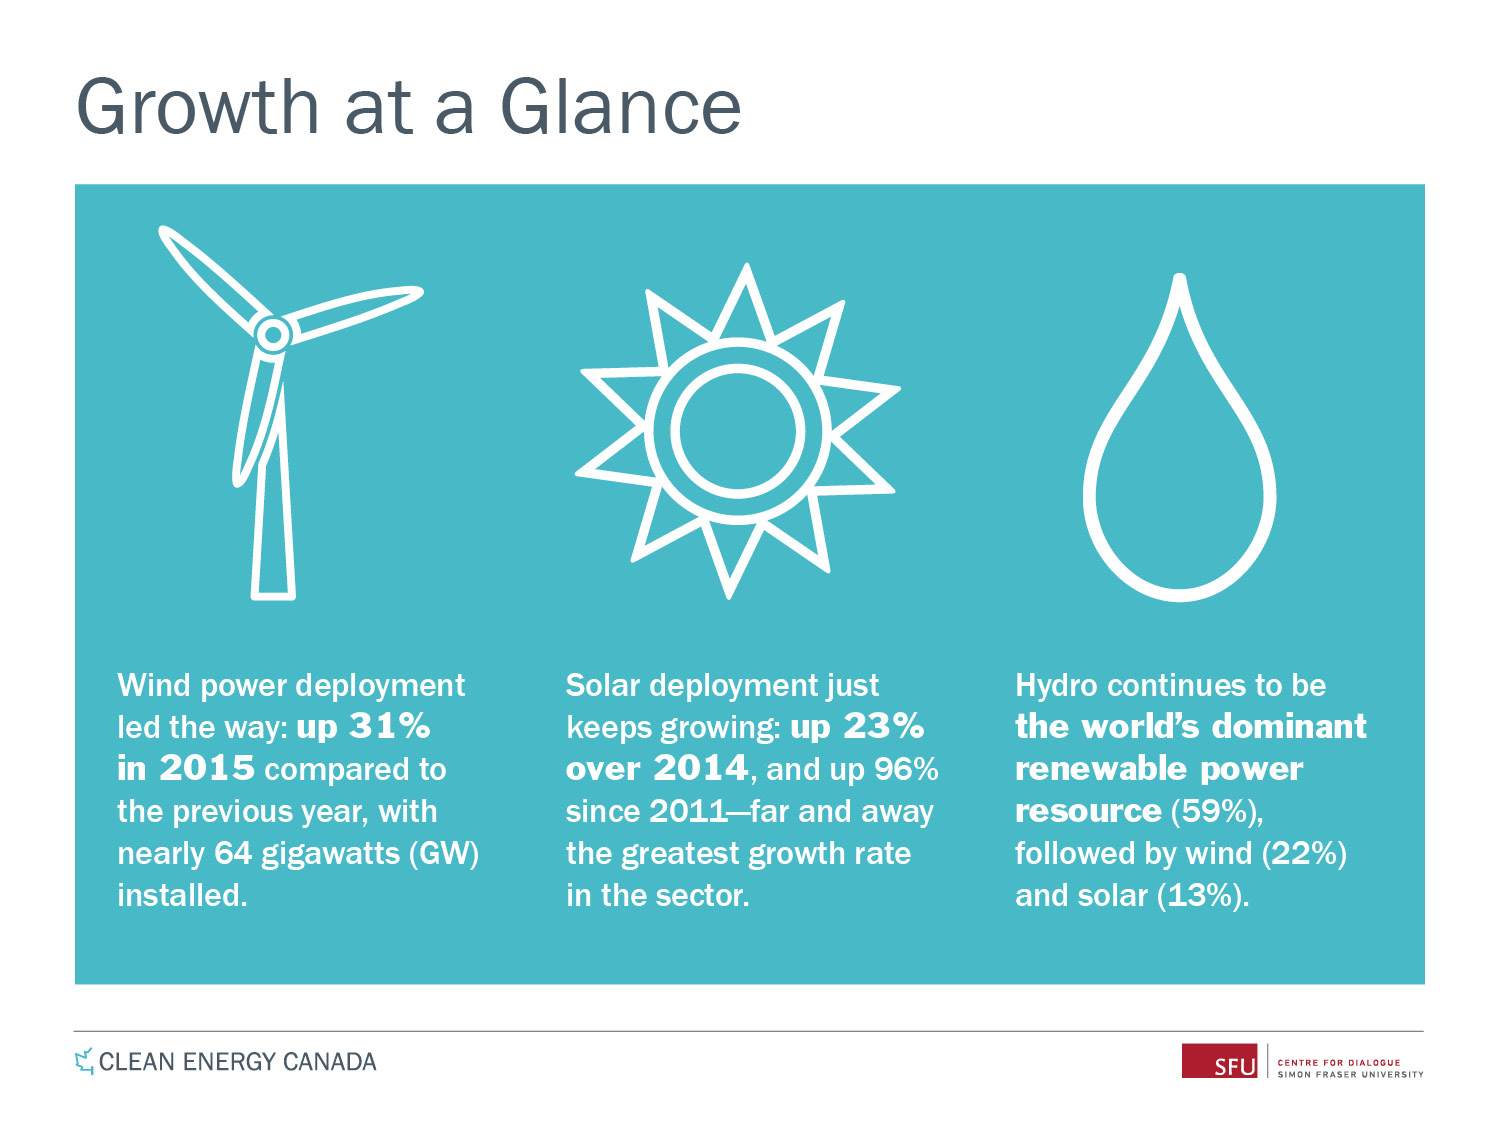 Growth at a Glance
Wind power deployment
led the way: up 31%
in 2015 compared to
the previous year, with
nearly 64 gigawatts (GW)
installed.
Solar deployment just
keeps growing: up 23%
over 2014, and up 96%
since 2011—far and away
the greatest growth rate
in the sector.
Hydro continues to be
the world’s dominant
renewable power
resource (59%),
followed by wind (22%)
and solar (13%).
CLEAN ENERGY CANADA
SFU
CENTRE FOR DIALOGUE
SIMON FRASER UNIVERSITY